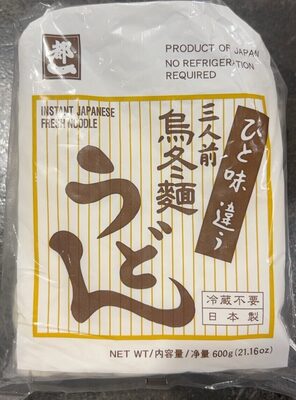 都一
PRODUCT OF JAPAN
NO REFRIGERATION
REQUIRED
INSTANT JAPANESE
FRESH NOODLE
ひと味違う
三人前
烏冬麵
うどん
冷蔵不要
日本製
NET WT/内容量/净量 600g (21.16oz)